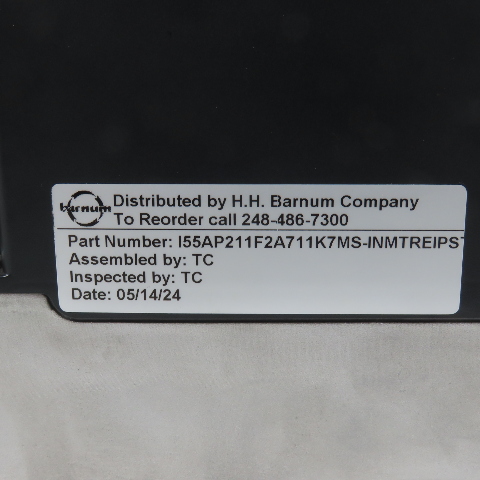 barnum
Distributed by H.H. Barnum Company
To Reorder call 248-486-7300
Part Number: I55AP211F2A711K7MS-INMTREIPST
Assembled by: TC
Inspected by: TC
Date: 05/14/24